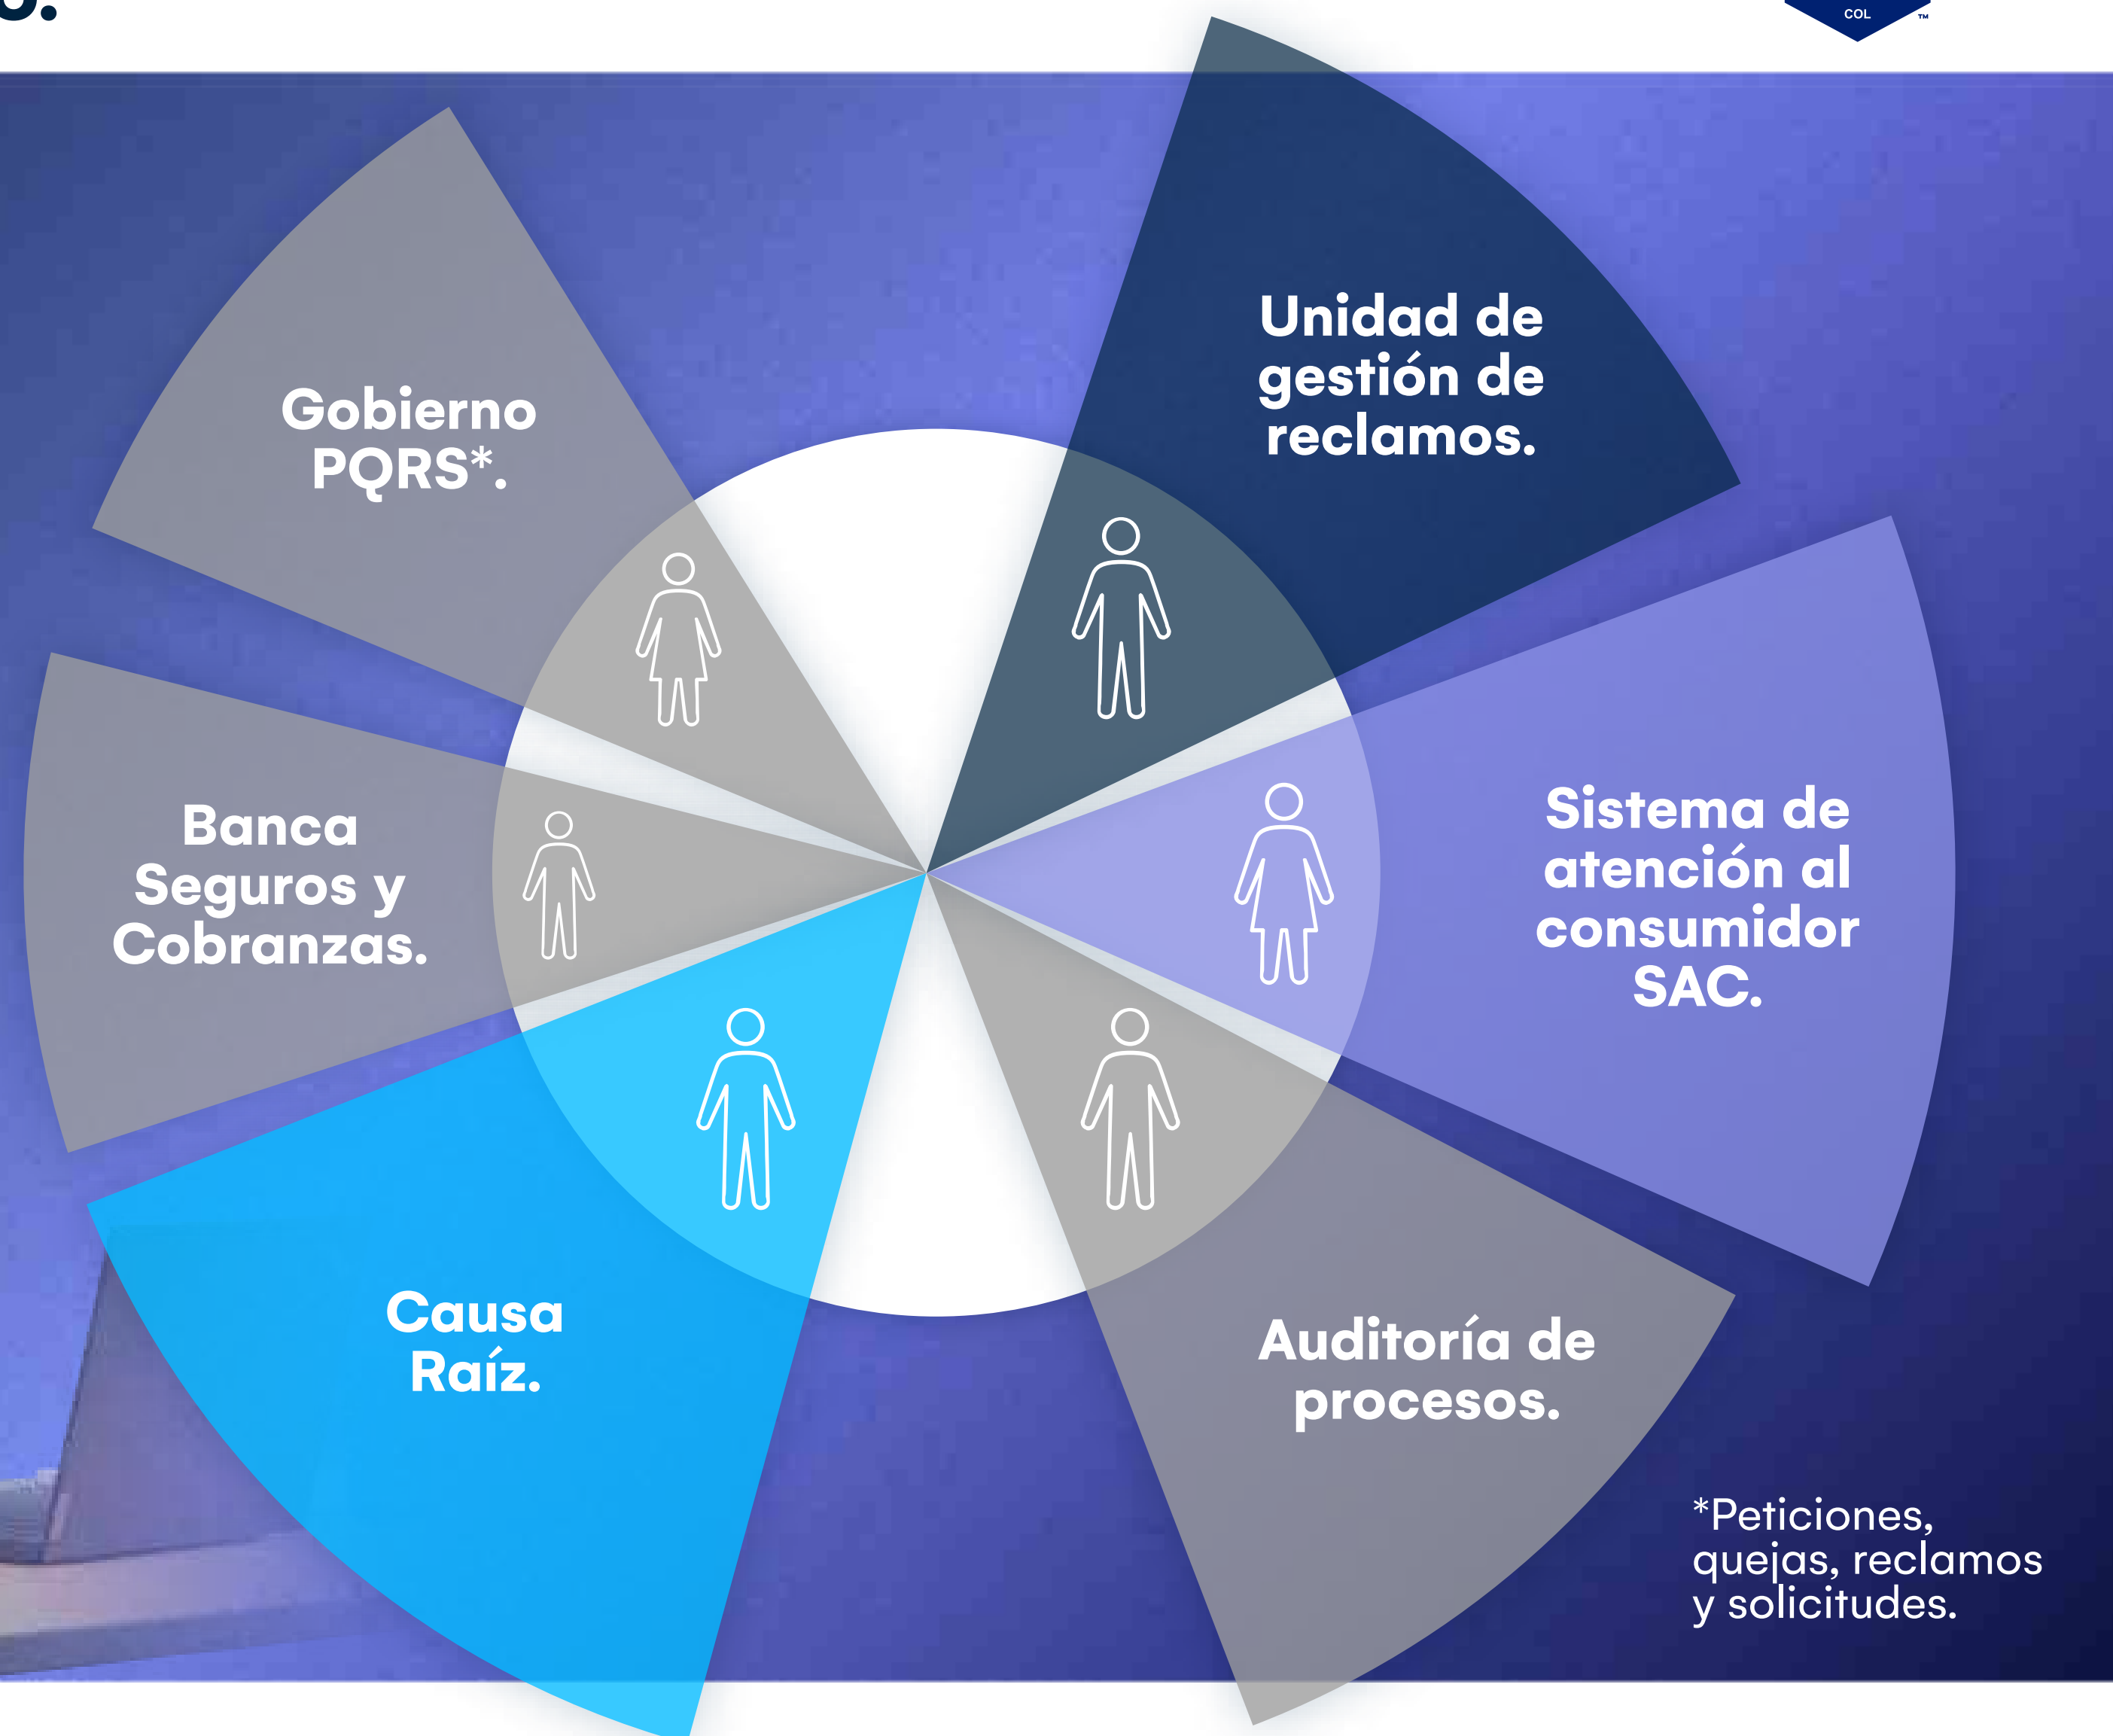 COL
TM
Unidad de
gestión de
reclamos.
Gobierno
PQRS*.
Sistema de
atención al
consumidor
SAC.
Banca
Seguros y
Cobranzas.
Causa
Raíz.
Auditoría de
procesos.
*Peticiones,
quejas, reclamos
y solicitudes.